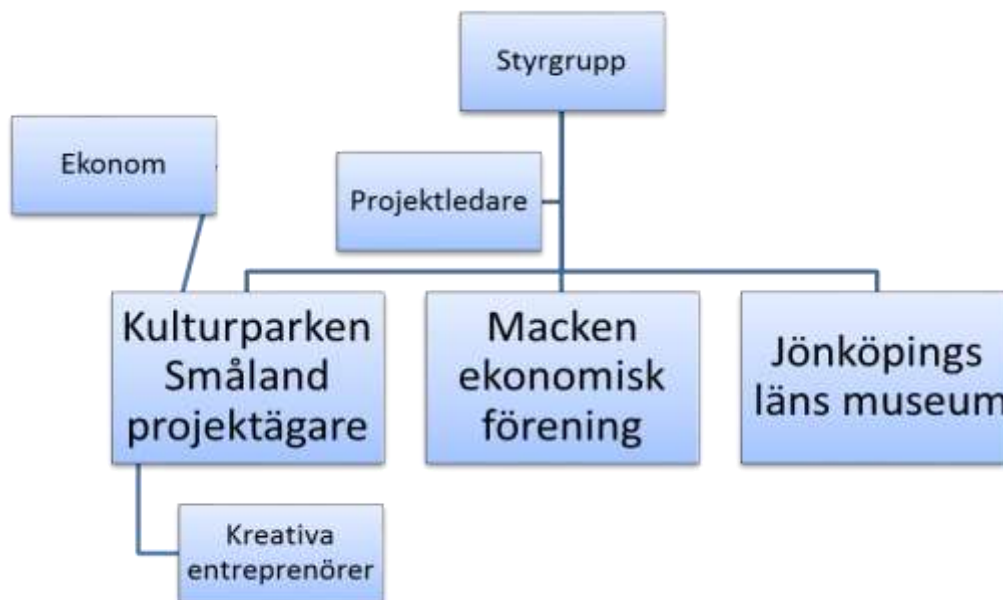 Styrgrupp
Ekonom
Projektledare
Kulturparken
Småland
projektägare
Macken
ekonomisk
förening
Jönköpings
läns museum
Kreativa
entreprenörer